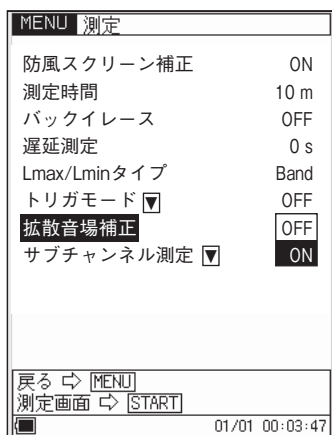 MENU 測定
防風スクリーン補正 ON
測定時間 10 m
バックイレース OFF
遅延測定 0 s
Lmax/Lminタイプ Band
トリガモード ▼ OFF
拡散音場補正 OFF
サブチャンネル測定 ▼ ON
戻る ⇨ MENU
測定画面 ⇨ START
01/01 00:03:47